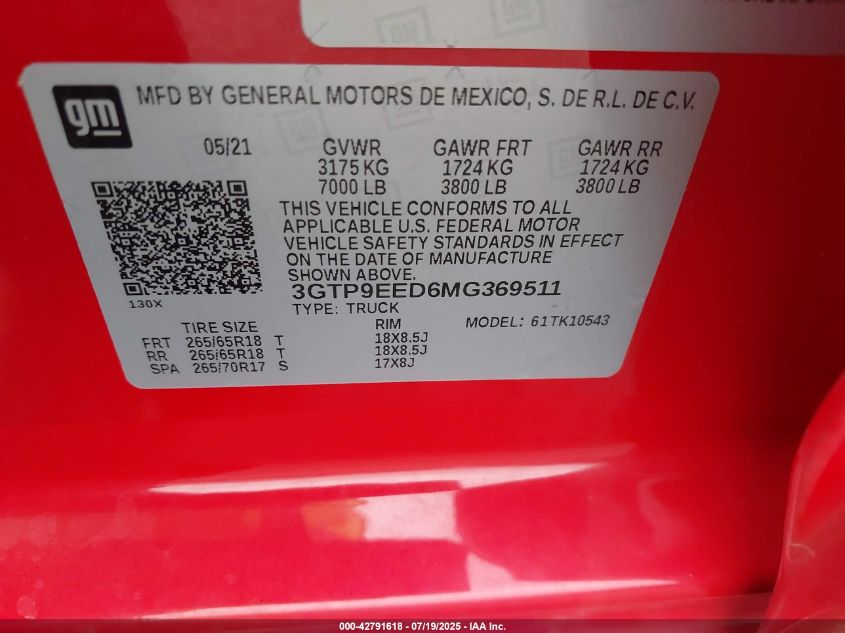 gm
MFD BY GENERAL MOTORS DE MEXICO, S. DE R.L. DE C.V.
05/21 GVWR GAWR FRT GAWR RR
3175 KG 1724 KG 1724 KG
7000 LB 3800 LB 3800 LB
THIS VEHICLE CONFORMS TO ALL
APPLICABLE U.S. FEDERAL MOTOR
VEHICLE SAFETY STANDARDS IN EFFECT
ON THE DATE OF MANUFACTURE
SHOWN ABOVE.
130X
3GTP9EED6MG369511
TYPE: TRUCK
TIRE SIZE RIM MODEL: 61TK10543
FRT 265/65R18 T 18X8.5J
RR 265/65R18 T 18X8.5J
SPA 265/70R17 S 17X8J
000-42791618 - 07/19/2025 - IAA Inc.